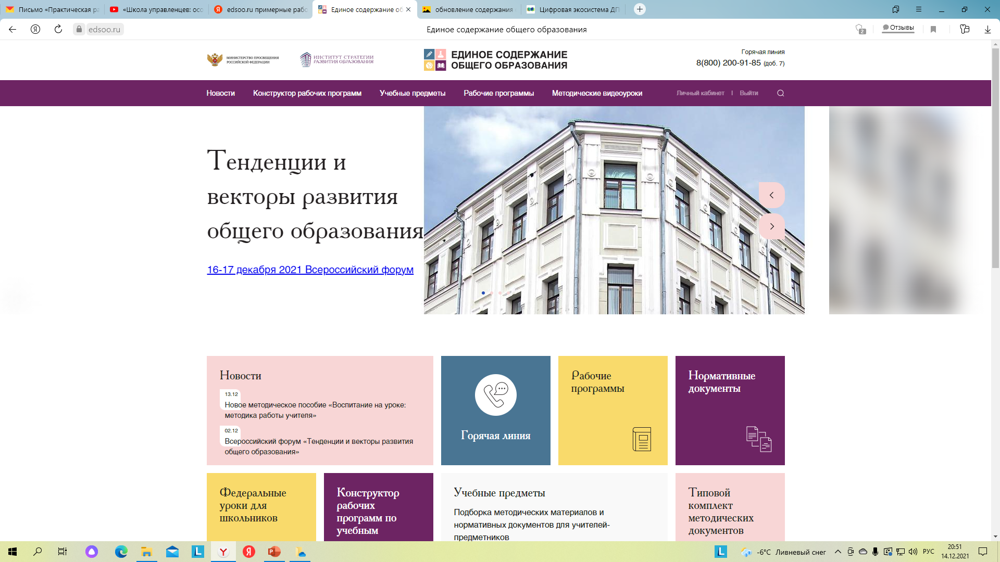 Письмо «Практическая ра
«Школа управленцев: осо
edsoo.ru примерные рабо
Единое содержание об
обновление содержания
Цифровая экосистема ДП
edsoo.ru
Единое содержание общего образования
2
Отзывы
МИНИСТЕРСТВО ПРОСВЕЩЕНИЯ
РОССИЙСКОЙ ФЕДЕРАЦИИ
ИНСТИТУТ СТРАТЕГИИ
РАЗВИТИЯ ОБРАЗОВАНИЯ
ЕДИНОЕ СОДЕРЖАНИЕ
ОБЩЕГО ОБРАЗОВАНИЯ
Горячая линия
8(800) 200-91-85 (доб. 7)
Новости
Конструктор рабочих программ
Учебные предметы
Рабочие программы
Методические видеоуроки
Личный кабинет | Выйти
Тенденции и
векторы развития
общего образования
16-17 декабря 2021 Всероссийский форум
Новости
13.12
Новое методическое пособие «Воспитание на уроке:
методика работы учителя»
02.12
Всероссийский форум «Тенденции и векторы развития
общего образования»
Горячая линия
Рабочие
программы
Нормативные
документы
Федеральные
уроки для
школьников
Конструктор
рабочих
программ по
учебным
Учебные предметы
Подборка методических материалов и
нормативных документов для учителей-
предметников
Типовой
комплект
методических
документов
-6°C Ливневый снег
РУС
20:51
14.12.2021